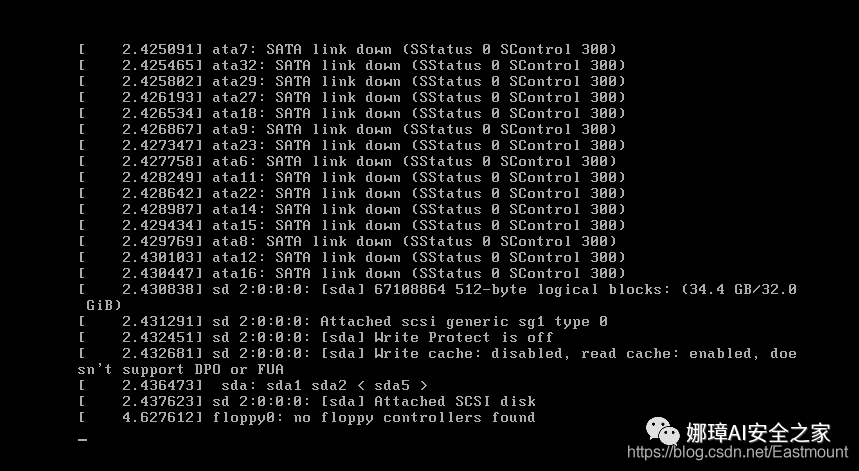 [    2.425091] ata7: SATA link down (SStatus 0 SControl 300)
[    2.425465] ata32: SATA link down (SStatus 0 SControl 300)
[    2.425802] ata29: SATA link down (SStatus 0 SControl 300)
[    2.426193] ata27: SATA link down (SStatus 0 SControl 300)
[    2.426534] ata18: SATA link down (SStatus 0 SControl 300)
[    2.426867] ata9: SATA link down (SStatus 0 SControl 300)
[    2.427347] ata23: SATA link down (SStatus 0 SControl 300)
[    2.427758] ata6: SATA link down (SStatus 0 SControl 300)
[    2.428249] ata11: SATA link down (SStatus 0 SControl 300)
[    2.428642] ata22: SATA link down (SStatus 0 SControl 300)
[    2.428987] ata14: SATA link down (SStatus 0 SControl 300)
[    2.429434] ata15: SATA link down (SStatus 0 SControl 300)
[    2.429769] ata8: SATA link down (SStatus 0 SControl 300)
[    2.430103] ata12: SATA link down (SStatus 0 SControl 300)
[    2.430447] ata16: SATA link down (SStatus 0 SControl 300)
[    2.430838] sd 2:0:0:0: [sda] 67108864 512-byte logical blocks: (34.4 GB/32.0
 GiB)
[    2.431291] sd 2:0:0:0: Attached scsi generic sg1 type 0
[    2.432451] sd 2:0:0:0: [sda] Write Protect is off
[    2.432681] sd 2:0:0:0: [sda] Write cache: disabled, read cache: enabled, doe
sn't support DPO or FUA
[    2.436473]  sda: sda1 sda2 < sda5 >
[    2.437623] sd 2:0:0:0: [sda] Attached SCSI disk
[    4.627612] floppy0: no floppy controllers found
_
娜璋AI安全之家
https://blog.csdn.net/Eastmount